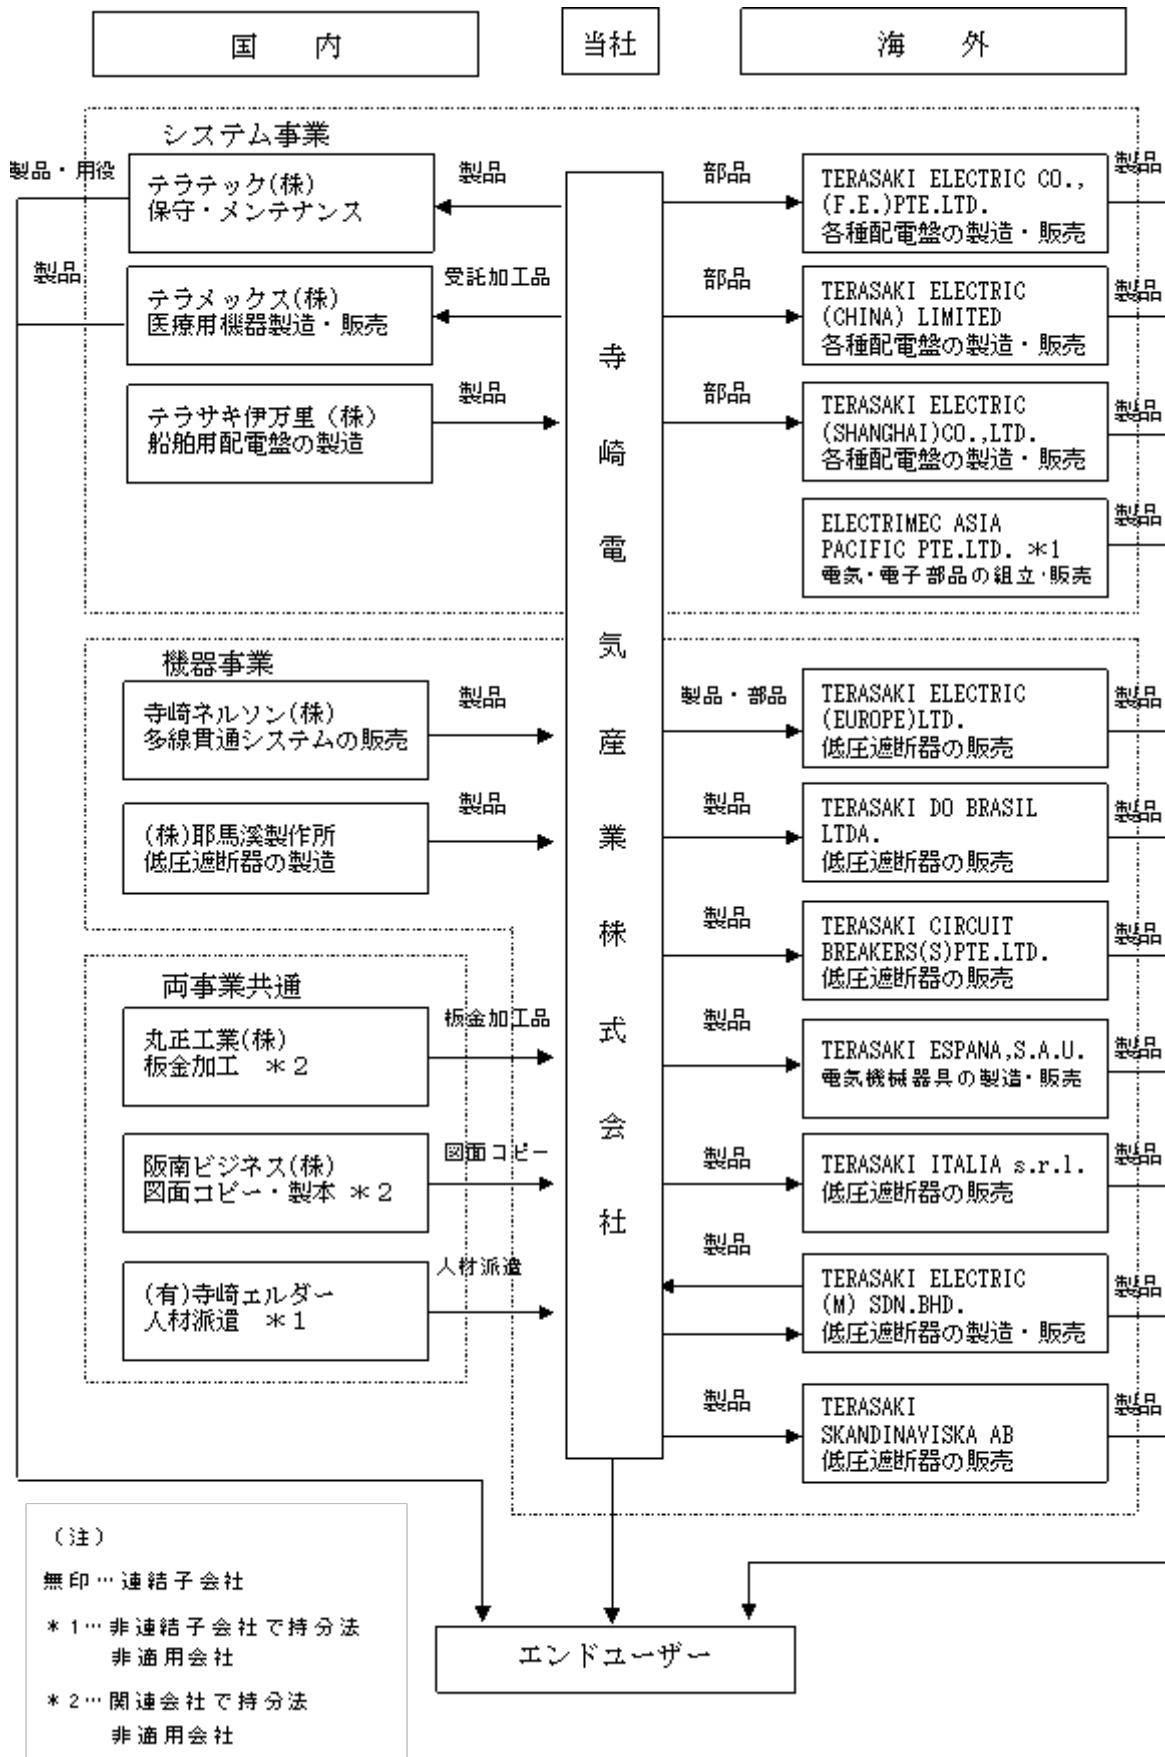 国　内
当社
海　外
システム事業
製品・用役
テラテック(株)
保守・メンテナンス
製品
部品
TERASAKI ELECTRIC CO.,
(F.E.)PTE.LTD.
各種配電盤の製造・販売
製品
製品
テラメックス(株)
医療用機器製造・販売
受託加工品
部品
TERASAKI ELECTRIC
(CHINA) LIMITED
各種配電盤の製造・販売
製品
テラサキ伊万里（株）
船舶用配電盤の製造
製品
部品
TERASAKI ELECTRIC
(SHANGHAI)CO.,LTD.
各種配電盤の製造・販売
製品
ELECTRIMEC ASIA
PACIFIC PTE.LTD. ＊1
電気・電子部品の組立・販売
製品
寺崎電気産業株式会社
機器事業
寺崎ネルソン(株)
多線貫通システムの販売
製品
製品・部品
TERASAKI ELECTRIC
(EUROPE)LTD.
低圧遮断器の販売
製品
(株)耶馬溪製作所
低圧遮断器の製造
製品
製品
TERASAKI DO BRASIL
LTDA.
低圧遮断器の販売
製品
製品
TERASAKI CIRCUIT
BREAKERS(S)PTE.LTD.
低圧遮断器の販売
製品
両事業共通
丸正工業(株)
板金加工　＊２
板金加工品
製品
TERASAKI ESPANA,S.A.U.
電気機械器具の製造・販売
製品
阪南ビジネス(株)
図面コピー・製本 ＊２
図面コピー
製品
TERASAKI ITALIA s.r.l.
低圧遮断器の販売
製品
(有)寺崎エルダー
人材派遣　＊１
人材派遣
製品
TERASAKI ELECTRIC
(M) SDN.BHD.
低圧遮断器の製造・販売
製品
製品
TERASAKI
SKANDINAVISKA AB
低圧遮断器の販売
製品
（注）
無印…連結子会社
＊1…非連結子会社で持分法
非適用会社
＊2…関連会社で持分法
非適用会社
エンドユーザー